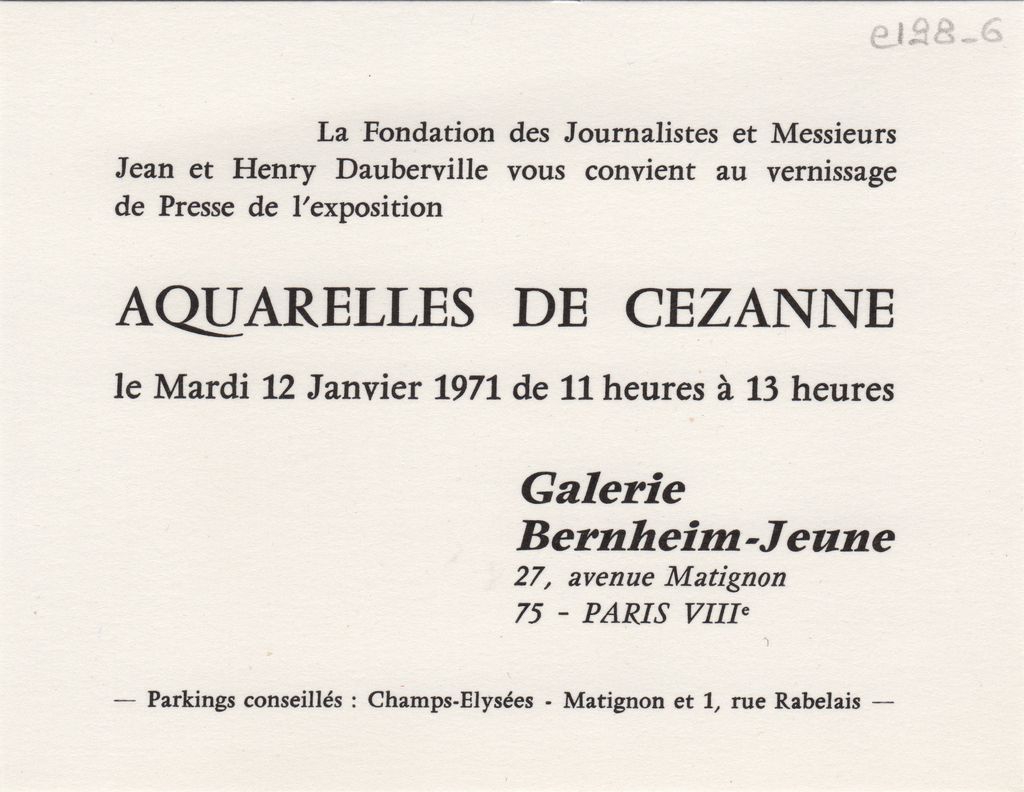 e128-6
La Fondation des Journalistes et Messieurs
Jean et Henry Dauberville vous convient au vernissage
de Presse de l'exposition
AQUARELLES DE CEZANNE
le Mardi 12 Janvier 1971 de 11 heures à 13 heures
Galerie
Bernheim-Jeune
27, avenue Matignon
75 - PARIS VIIIe
— Parkings conseillés : Champs-Elysées - Matignon et 1, rue Rabelais —